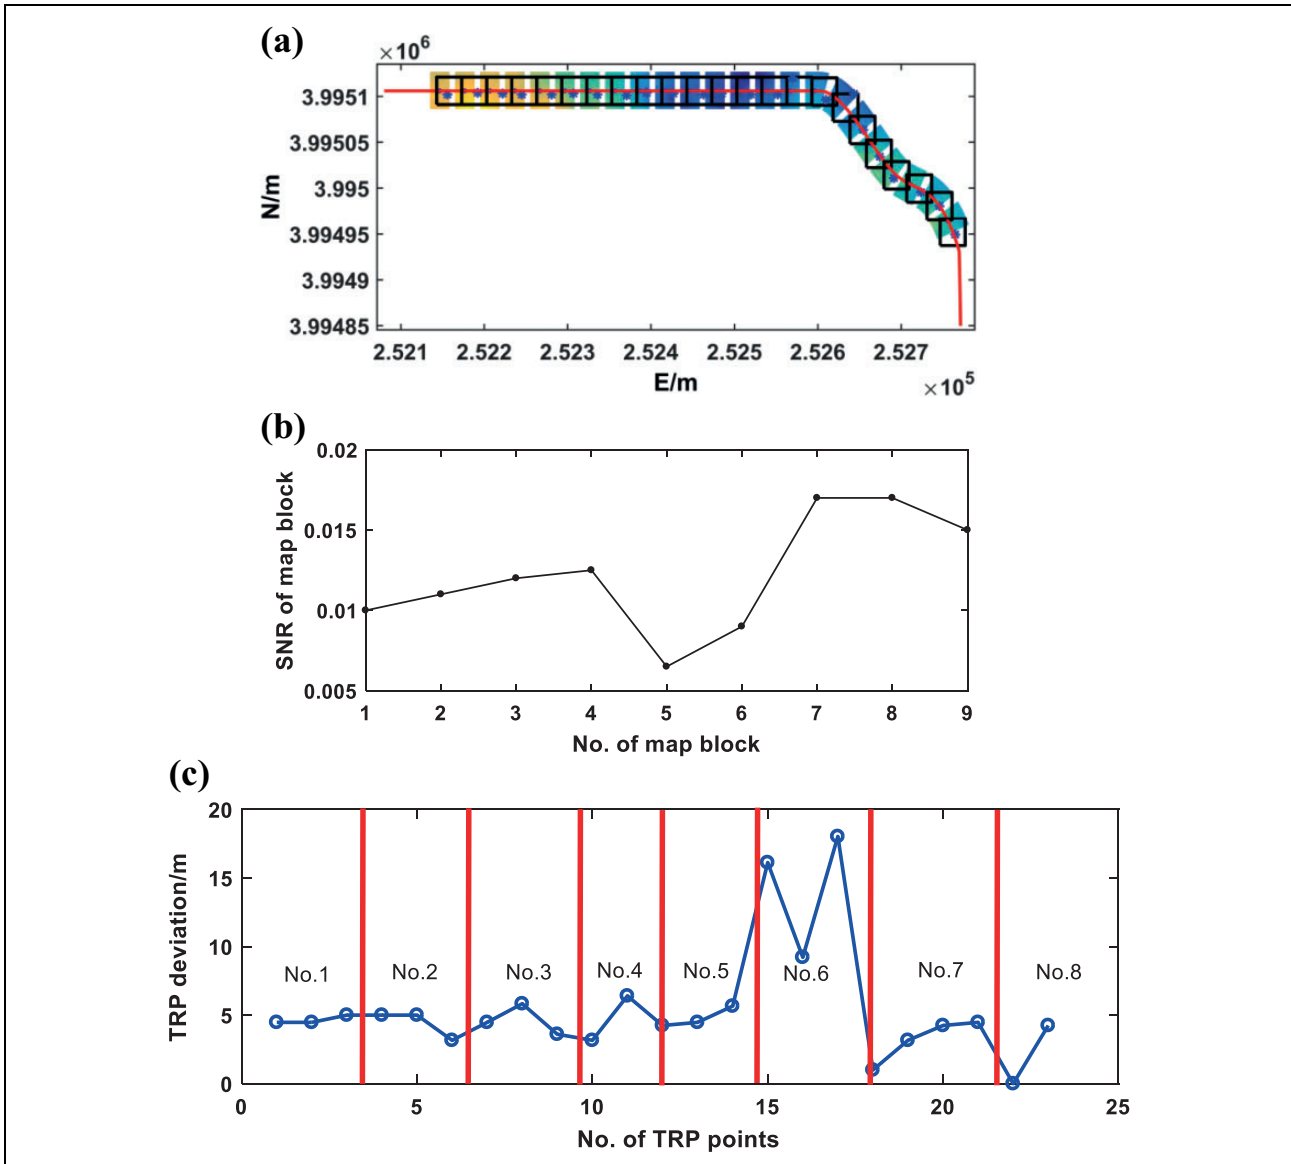 (a)
×10⁶
3.9951
3.99505
3.995
3.99495
3.9949
3.99485
N/m
2.521 2.522 2.523 2.524 2.525 2.526 2.527
E/m
×10⁵
(b)
0.02
0.015
0.01
0.005
SNR of map block
1 2 3 4 5 6 7 8 9
No. of map block
(c)
20
15
10
5
0
TRP deviation/m
No.1 No.2 No.3 No.4 No.5 No.6 No.7 No.8
0 5 10 15 20 25
No. of TRP points